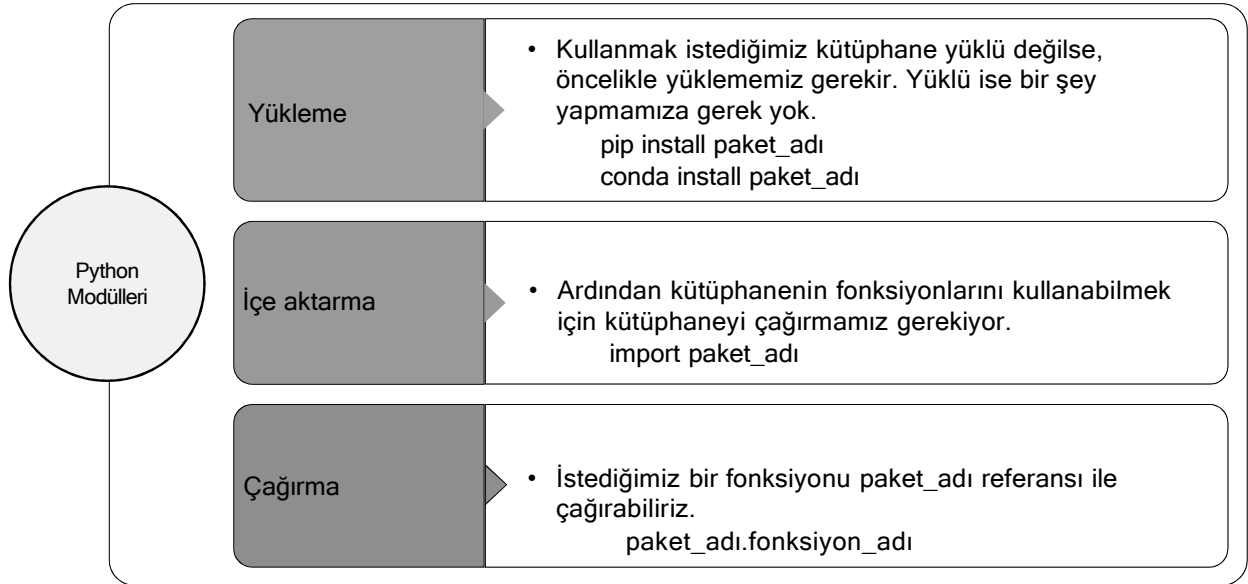 Python
Modülleri
Yükleme
• Kullanmak istediğimiz kütüphane yüklü değilse,
öncelikle yüklememiz gerekir. Yüklü ise bir şey
yapmamıza gerek yok.
pip install paket_adı
conda install paket_adı
İçe aktarma
• Ardından kütüphanenin fonksiyonlarını kullanabilmek
için kütüphaneyi çağırmamız gerekiyor.
import paket_adı
Çağırma
• İstediğimiz bir fonksiyonu paket_adı referansı ile
çağırabiliriz.
paket_adı.fonksiyon_adı